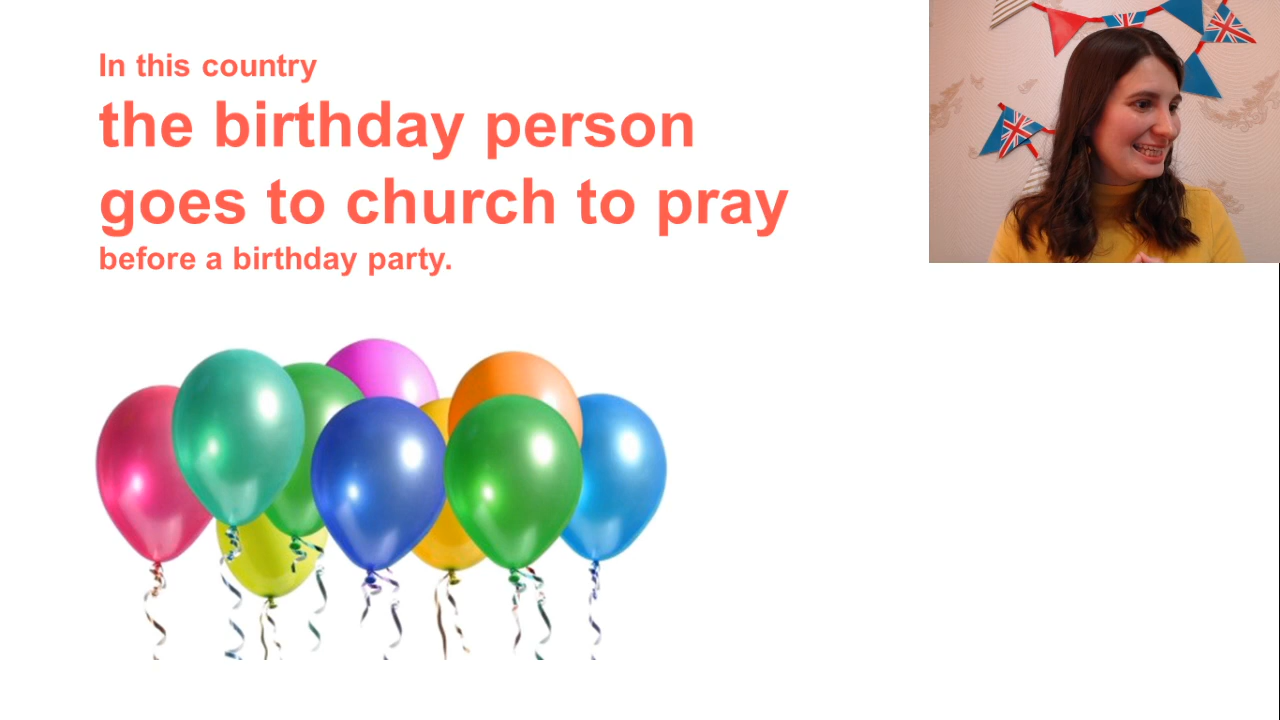 In this country
the birthday person
goes to church to pray
before a birthday party.